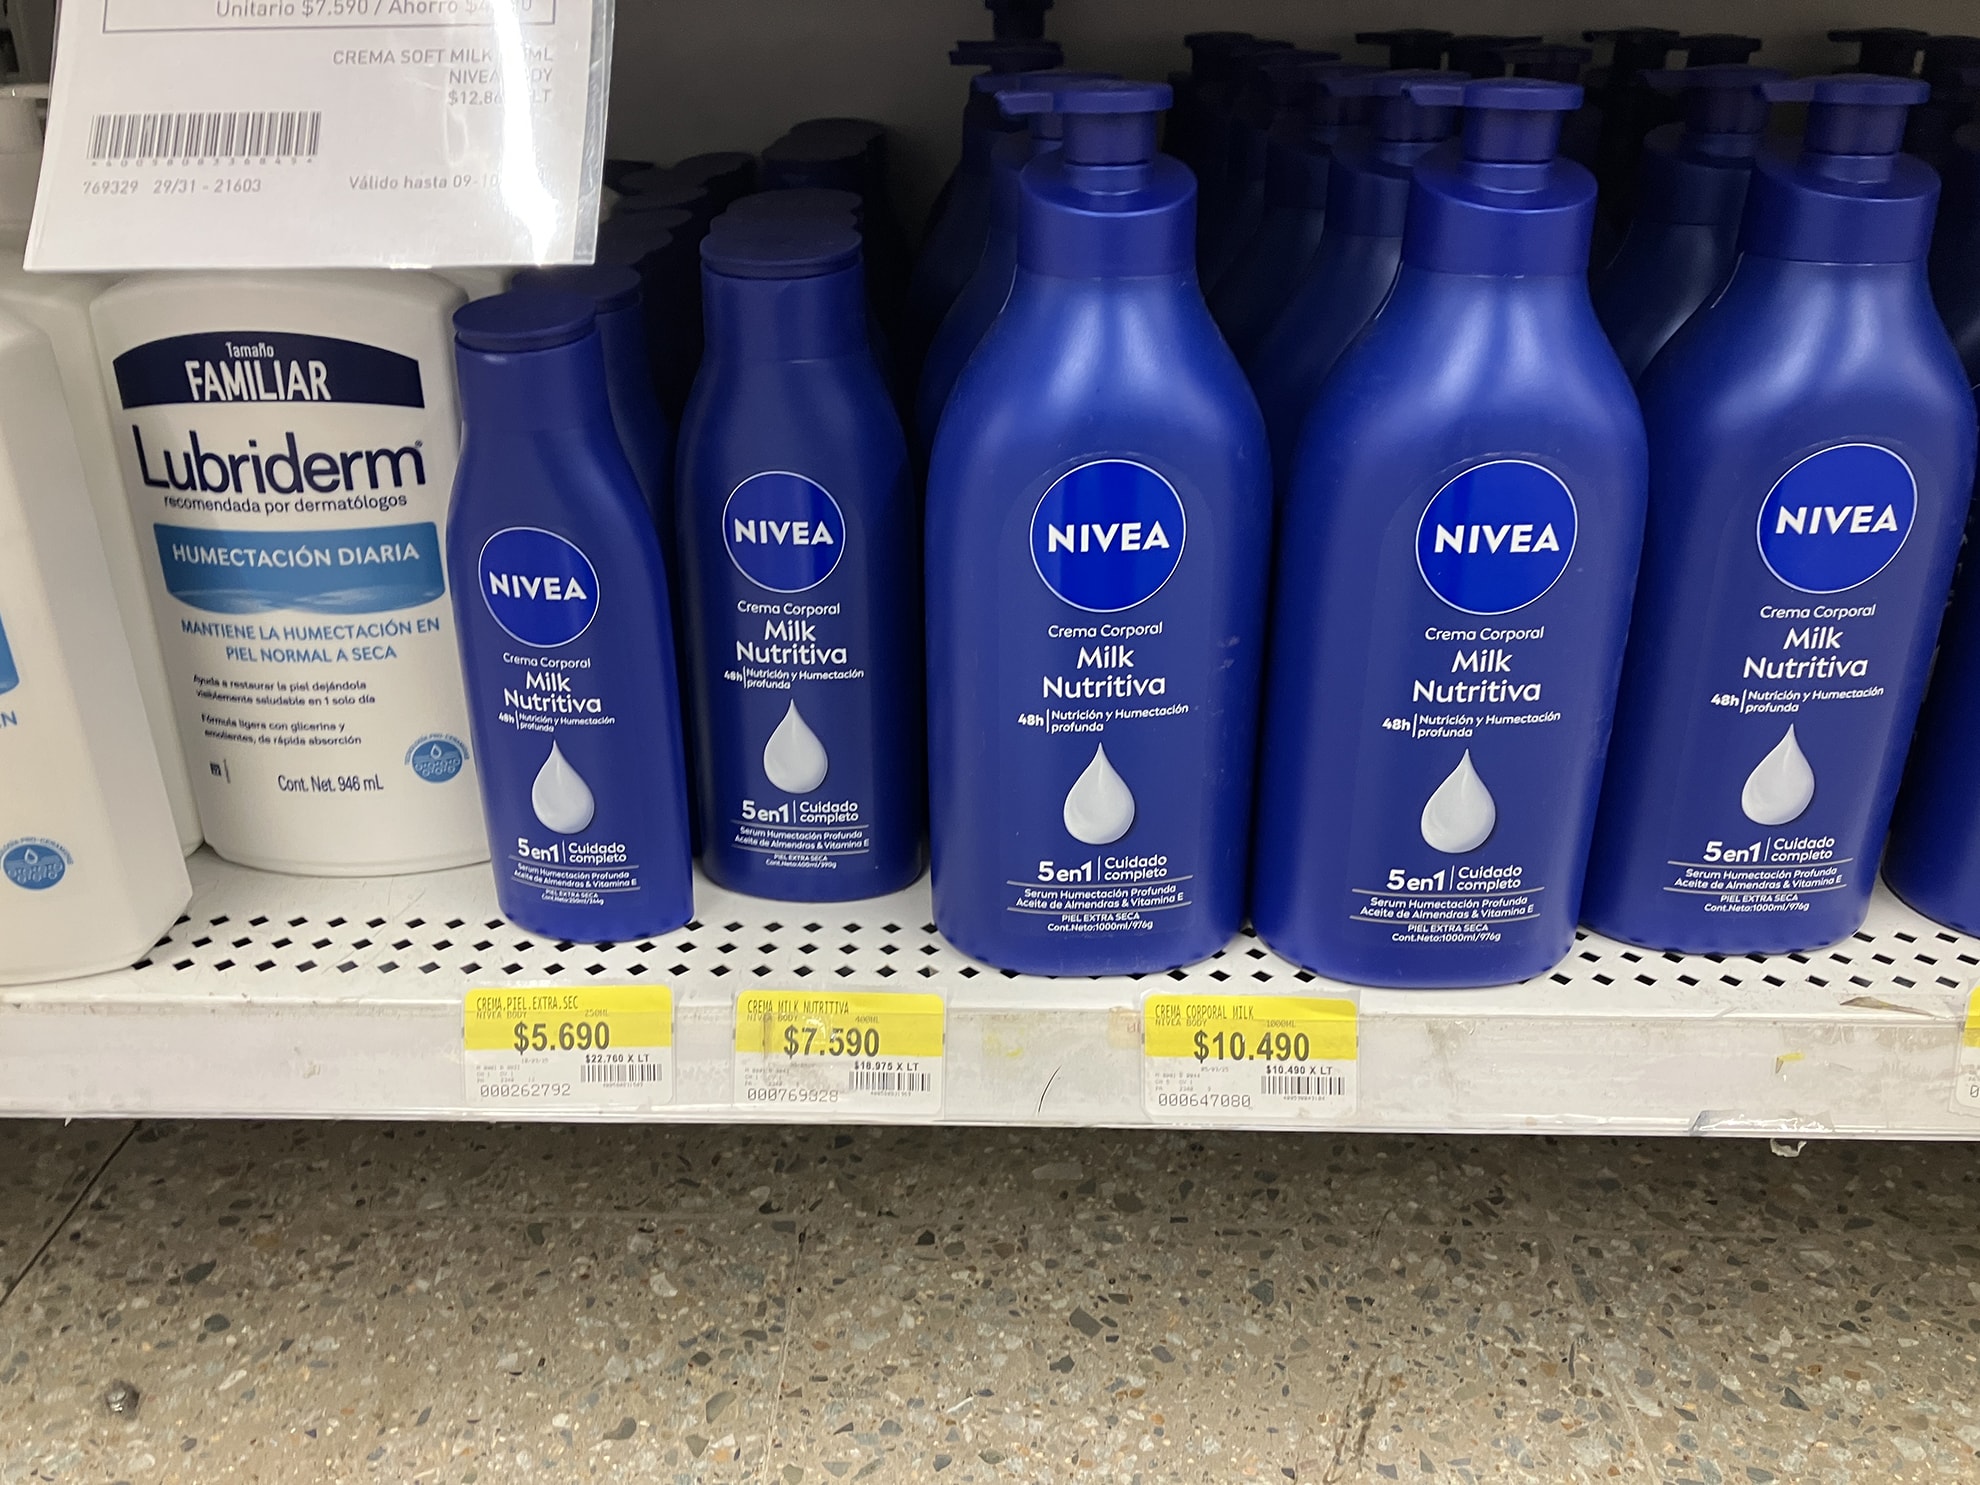 Unitario $7.590 / Ahorro
CREMA SOFT MILK
NIVEA
769329 29/31 - 21603
Válido hasta 09-10
Tamaño
FAMILIAR
Lubriderm
recomendada por dermatólogos
HUMECTACIÓN DIARIA
MANTIENE LA HUMECTACIÓN EN
PIEL NORMAL A SECA
Ayuda a restaurar la piel dejándola
visiblemente saludable en 1 solo día
Fórmula ligera con glicerina y
emolientes, de rápida absorción
Cont. Net. 946 mL
NIVEA
Crema Corporal
Milk
Nutritiva
48h Nutrición y Humectación
profunda
5en1 Cuidado
completo
Serum Humectación Profunda
Aceite de Almendras & Vitamina E
PIEL EXTRA SECA
Cont.Neto:250ml/244g
NIVEA
Crema Corporal
Milk
Nutritiva
48h Nutrición y Humectación
profunda
5en1 Cuidado
completo
Serum Humectación Profunda
Aceite de Almendras & Vitamina E
PIEL EXTRA SECA
Cont.Neto:400ml/390g
NIVEA
Crema Corporal
Milk
Nutritiva
48h Nutrición y Humectación
profunda
5en1 Cuidado
completo
Serum Humectación Profunda
Aceite de Almendras & Vitamina E
PIEL EXTRA SECA
Cont.Neto:1000ml/976g
NIVEA
Crema Corporal
Milk
Nutritiva
48h Nutrición y Humectación
profunda
5en1 Cuidado
completo
Serum Humectación Profunda
Aceite de Almendras & Vitamina E
PIEL EXTRA SECA
Cont.Neto:1000ml/976g
NIVEA
Crema Corporal
Milk
Nutritiva
48h Nutrición y Humectación
profunda
5en1 Cuidado
completo
Serum Humectación Profunda
Aceite de Almendras & Vitamina E
PIEL EXTRA SECA
Cont.Neto:1000ml/976g
CREMA.PIEL.EXTRA.SEC
NIVEA BODY 250ML
$5.690
$22.760 X LT
000262792
CREMA MILK NUTRITIVA
NIVEA BODY 400ML
$7.590
$18.975 X LT
000769328
CREMA CORPORAL MILK
NIVEA BODY 1000ML
$10.490
$10.490 X LT
000647080